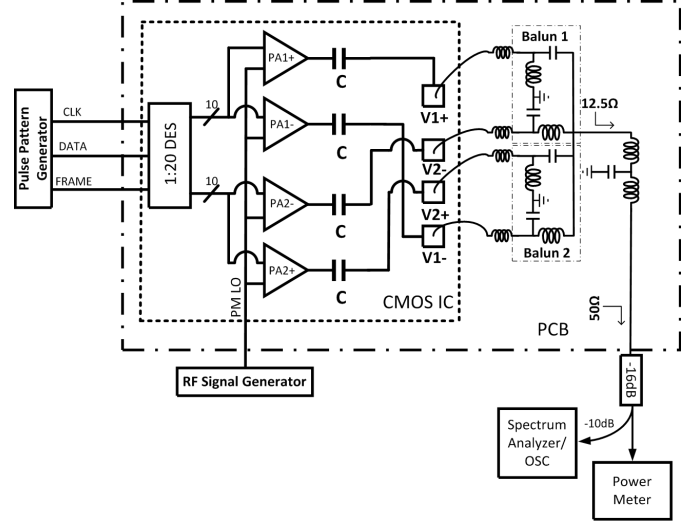 Pulse Pattern
Generator
CLK
DATA
FRAME
1:20 DES
10
10
PA1+
PA1-
PA2-
PA2+
C
C
C
C
V1+
V2-
V2+
V1-
PM LO
CMOS IC
Balun 1
Balun 2
12.5Ω
50Ω
PCB
RF Signal Generator
-16dB
-10dB
Spectrum
Analyzer/
OSC
Power
Meter